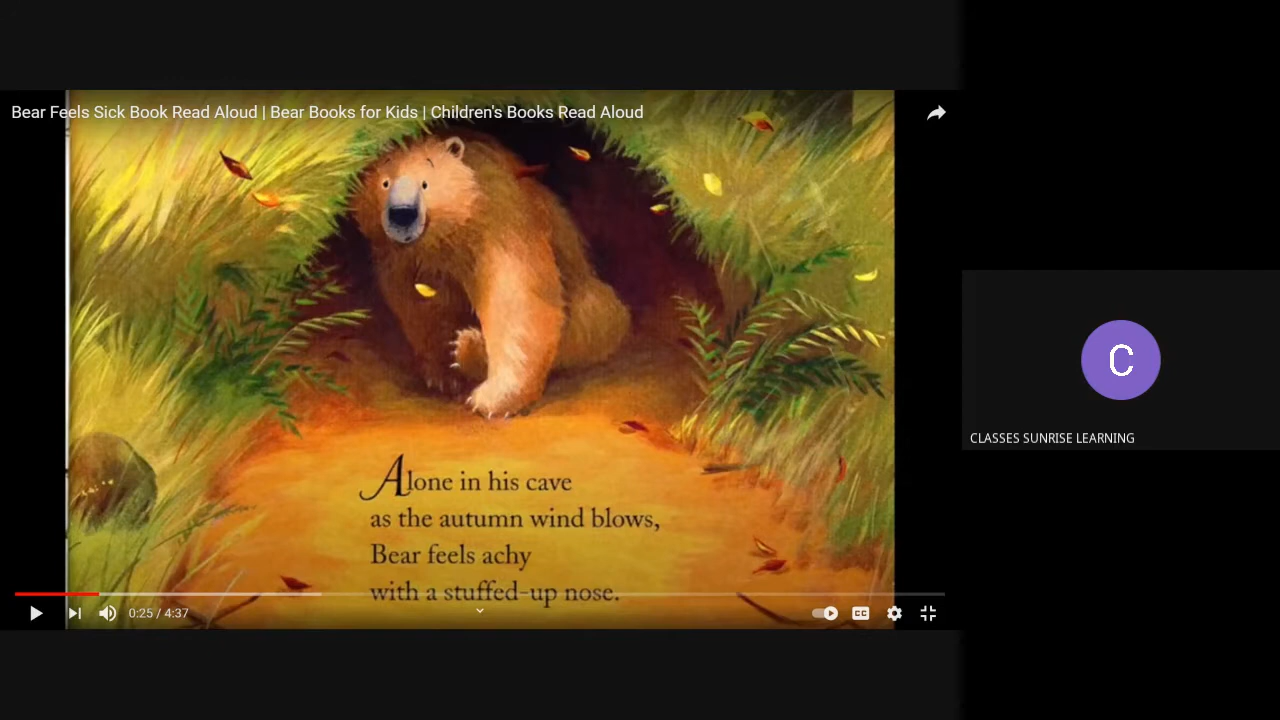 Bear Feels Sick Book Read Aloud | Bear Books for Kids | Children's Books Read Aloud
Alone in his cave
as the autumn wind blows,
Bear feels achy
with a stuffed-up nose.
0:25 / 4:37
CC
C
CLASSES SUNRISE LEARNING